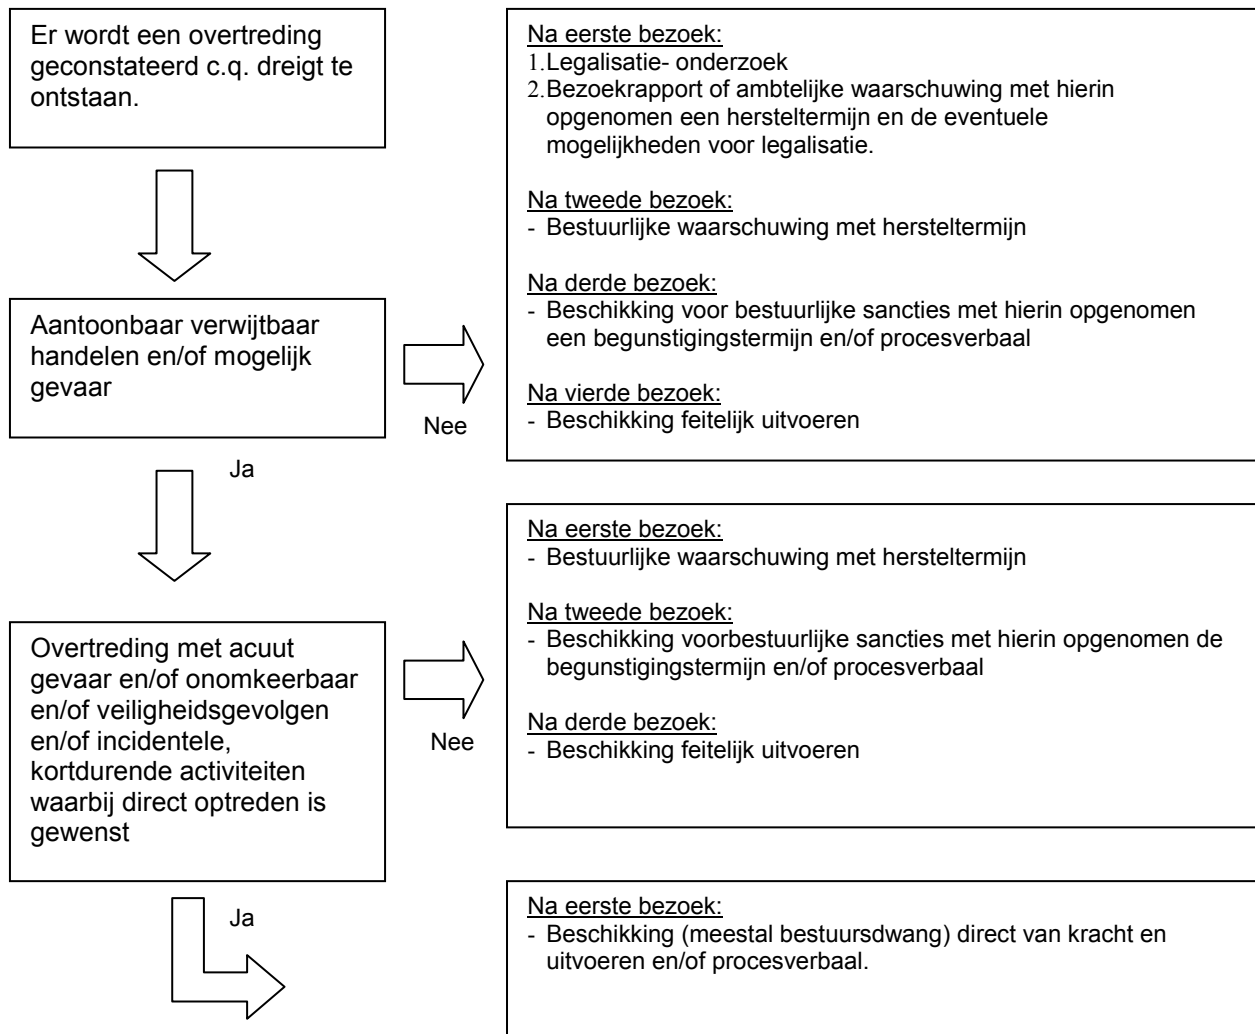 Er wordt een overtreding
geconstateerd c.q. dreigt te
ontstaan.
Na eerste bezoek:
1.Legalisatie- onderzoek
2.Bezoekrapport of ambtelijke waarschuwing met hierin
opgenomen een hersteltermijn en de eventuele
mogelijkheden voor legalisatie.
Na tweede bezoek:
- Bestuurlijke waarschuwing met hersteltermijn
Na derde bezoek:
- Beschikking voor bestuurlijke sancties met hierin opgenomen
een begunstigingstermijn en/of procesverbaal
Na vierde bezoek:
- Beschikking feitelijk uitvoeren
Aantoonbaar verwijtbaar
handelen en/of mogelijk
gevaar
Nee
Ja
Na eerste bezoek:
- Bestuurlijke waarschuwing met hersteltermijn
Na tweede bezoek:
- Beschikking voorbestuurlijke sancties met hierin opgenomen de
begunstigingstermijn en/of procesverbaal
Na derde bezoek:
- Beschikking feitelijk uitvoeren
Overtreding met acuut
gevaar en/of onomkeerbaar
en/of veiligheidsgevolgen
en/of incidentele,
kortdurende activiteiten
waarbij direct optreden is
gewenst
Nee
Ja
Na eerste bezoek:
- Beschikking (meestal bestuursdwang) direct van kracht en
uitvoeren en/of procesverbaal.